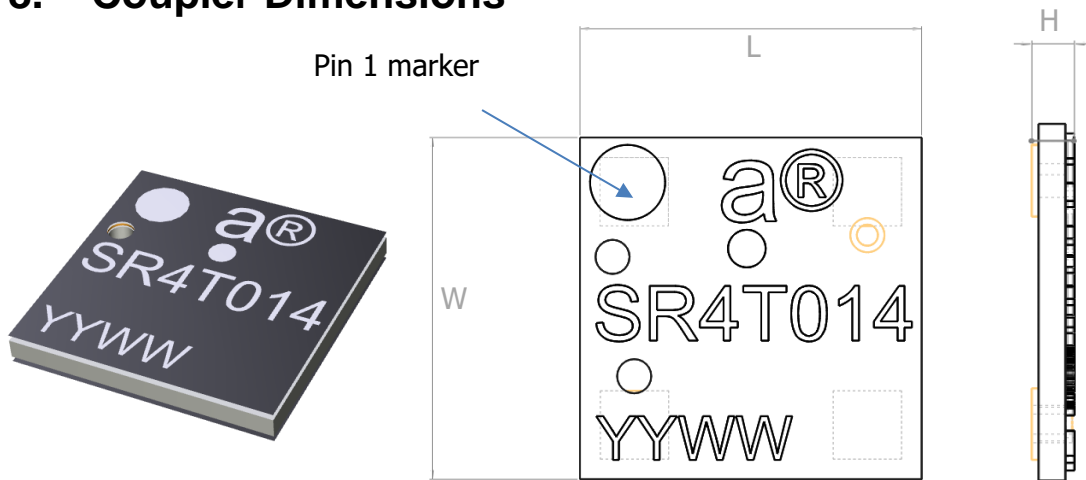 Coupler Dimensions
Pin 1 marker
L
H
W
a®
SR4T014
YYWW
a®
SR4T014
YYWW